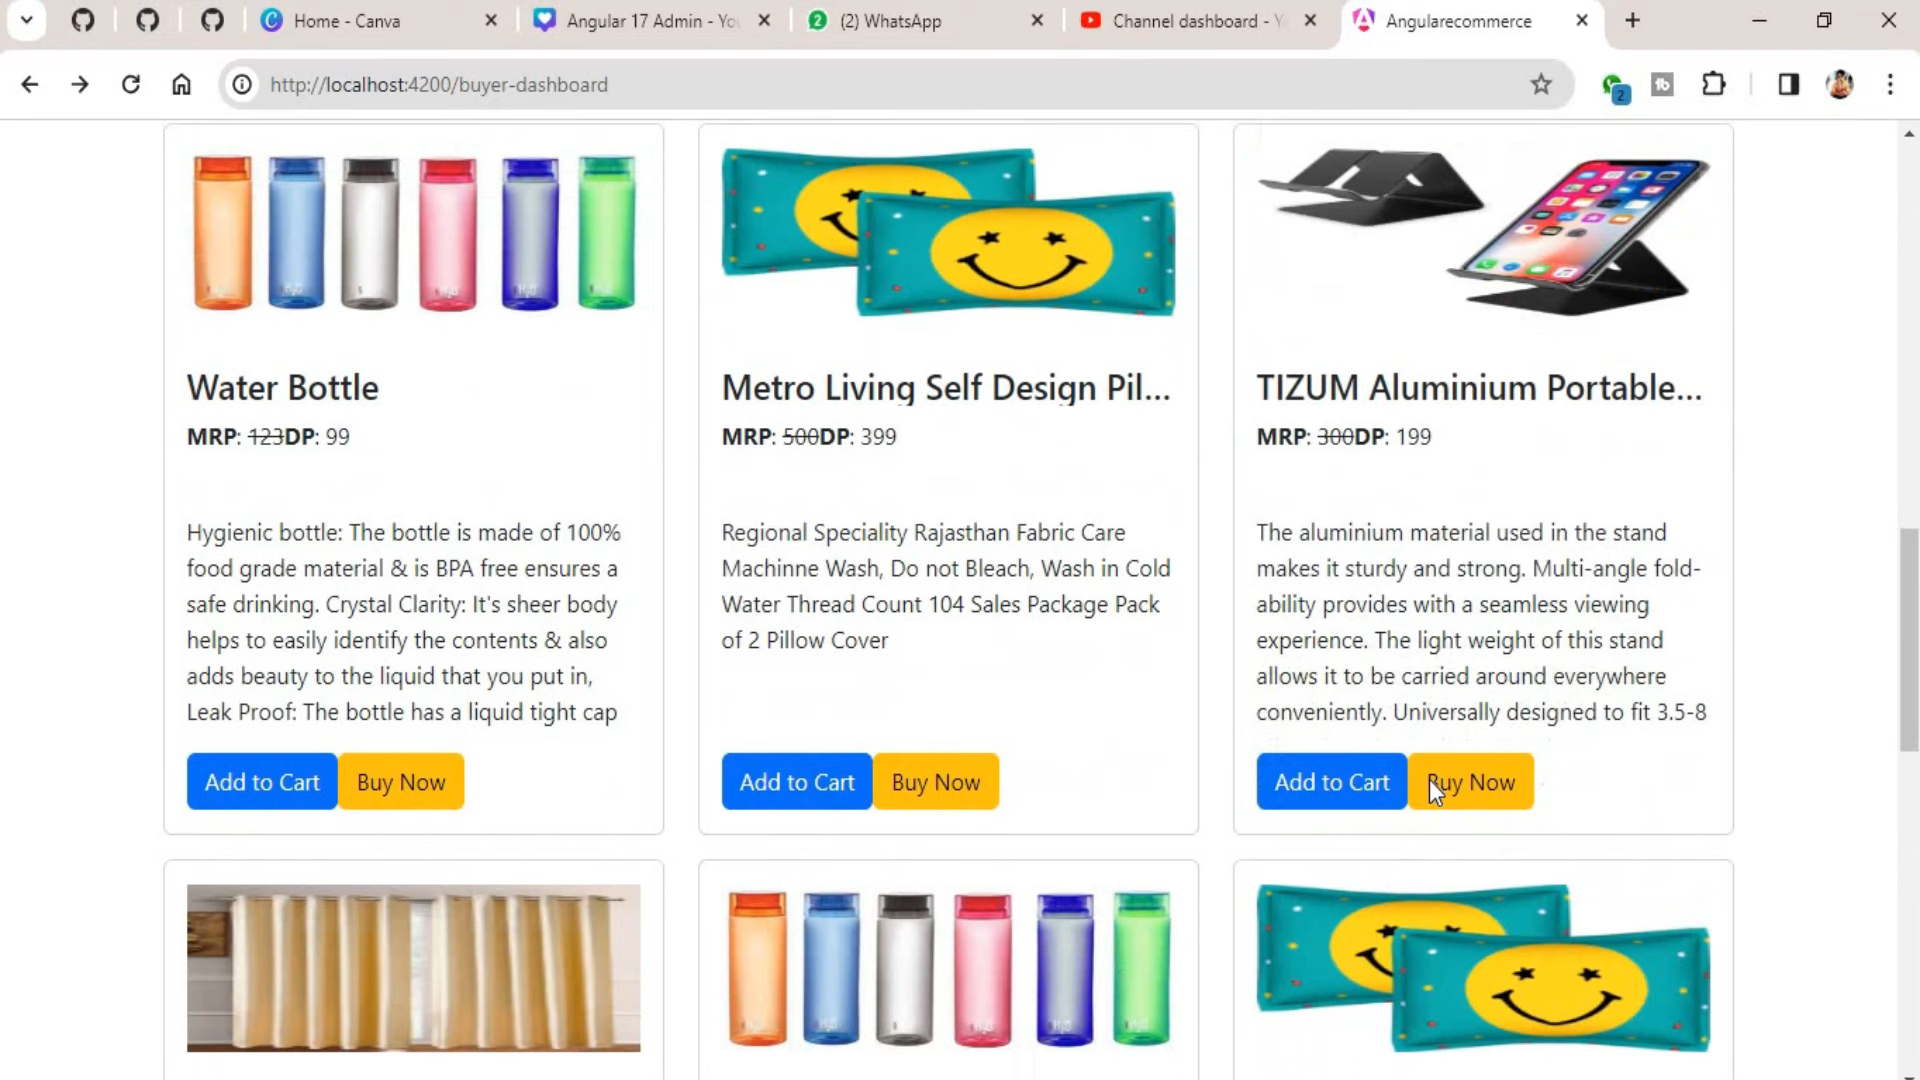 Home - Canva
Angular 17 Admin - You
2
(2) WhatsApp
Channel dashboard - Y
Angularecommerce
http://localhost:4200/buyer-dashboard
tb
2
Water Bottle
MRP: 123DP: 99
Hygienic bottle: The bottle is made of 100%
food grade material & is BPA free ensures a
safe drinking. Crystal Clarity: It's sheer body
helps to easily identify the contents & also
adds beauty to the liquid that you put in,
Leak Proof: The bottle has a liquid tight cap
Add to Cart
Buy Now
Metro Living Self Design Pil...
MRP: 500DP: 399
Regional Speciality Rajasthan Fabric Care
Machinne Wash, Do not Bleach, Wash in Cold
Water Thread Count 104 Sales Package Pack
of 2 Pillow Cover
Add to Cart
Buy Now
TIZUM Aluminium Portable...
MRP: 300DP: 199
The aluminium material used in the stand
makes it sturdy and strong. Multi-angle fold-
ability provides with a seamless viewing
experience. The light weight of this stand
allows it to be carried around everywhere
conveniently. Universally designed to fit 3.5-8
Add to Cart
Buy Now